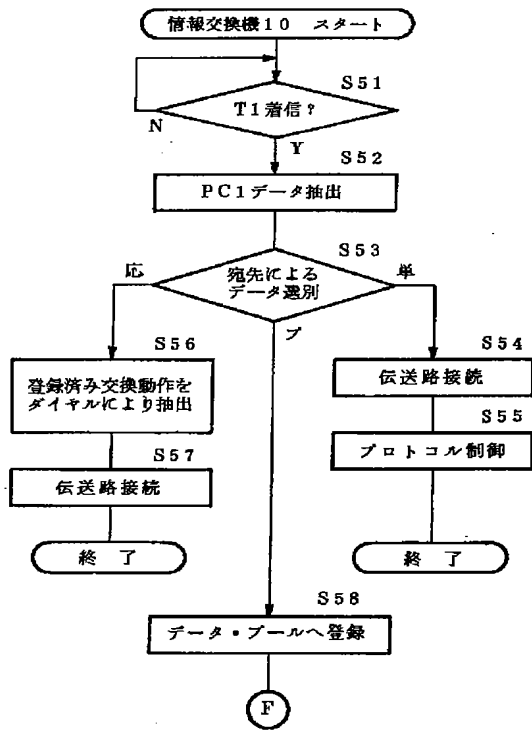 情報交換機10 スタート
S51
T1着信?
N
Y
S52
PC1データ抽出
S53
宛先による
データ選別
応
単
プ
S56
登録済み交換動作を
ダイヤルにより抽出
S57
伝送路接続
終了
S54
伝送路接続
S55
プロトコル制御
終了
S58
データ・プールへ登録
F